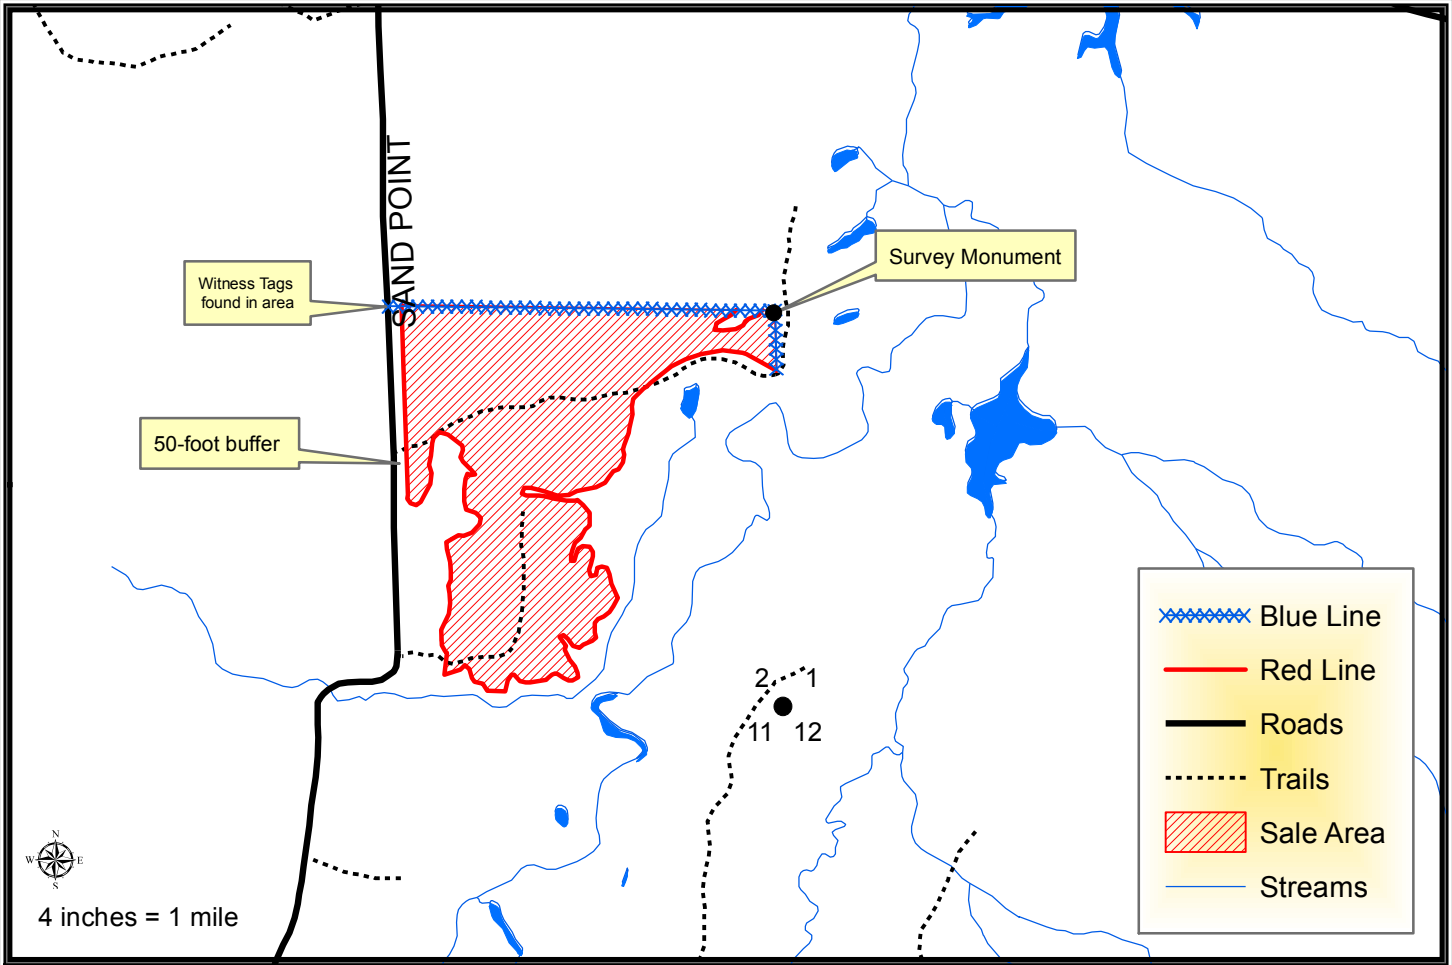 SAND POINT
Survey Monument
Witness Tags
found in area
50-foot buffer
2 1
11 12
N
W E
S
4 inches = 1 mile
Blue Line
Red Line
Roads
Trails
Sale Area
Streams